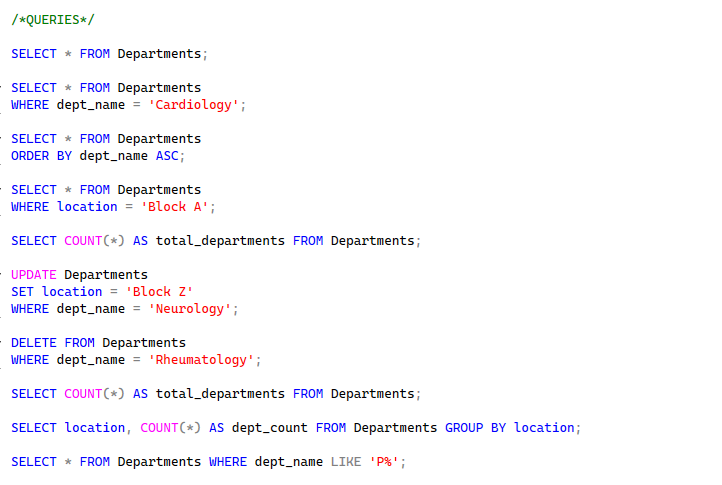 /*QUERIES*/
SELECT * FROM Departments;
SELECT * FROM Departments
WHERE dept_name = 'Cardiology';
SELECT * FROM Departments
ORDER BY dept_name ASC;
SELECT * FROM Departments
WHERE location = 'Block A';
SELECT COUNT(*) AS total_departments FROM Departments;
UPDATE Departments
SET location = 'Block Z'
WHERE dept_name = 'Neurology';
DELETE FROM Departments
WHERE dept_name = 'Rheumatology';
SELECT COUNT(*) AS total_departments FROM Departments;
SELECT location, COUNT(*) AS dept_count FROM Departments GROUP BY location;
SELECT * FROM Departments WHERE dept_name LIKE 'P%';